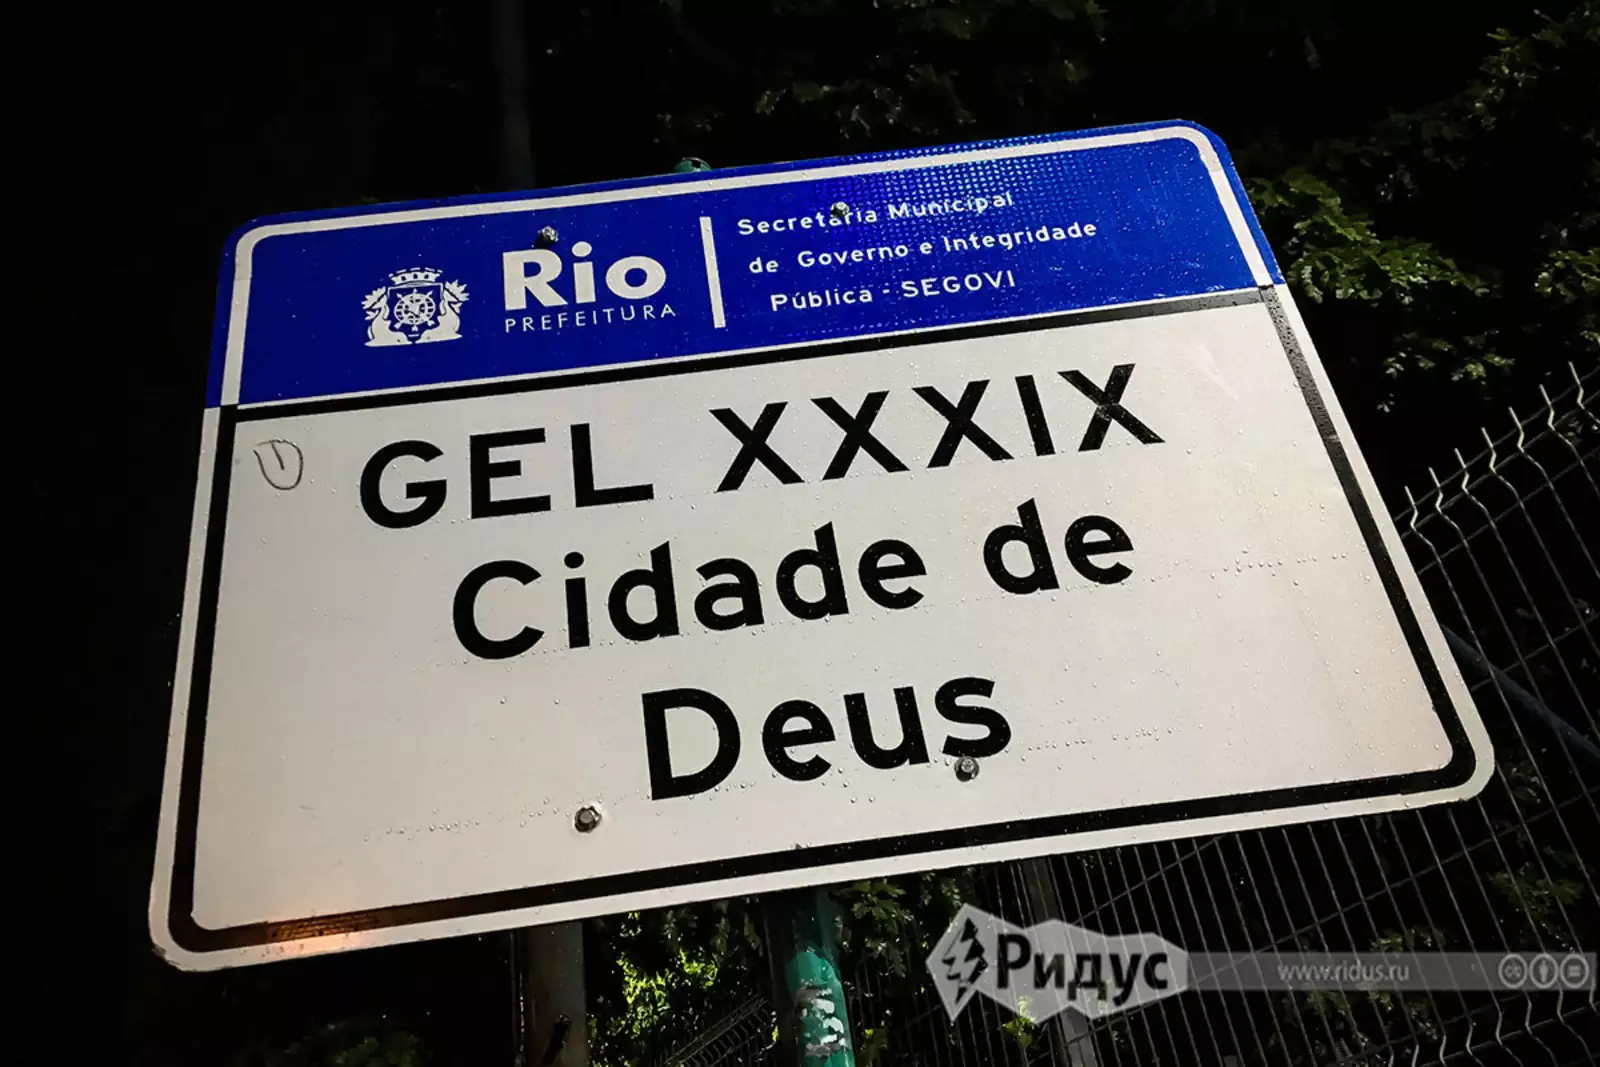 Rio
PREFEITURA
Secretaria Municipal
de Governo e Integridade
Pública - SEGOVI
GEL XXXIX
Cidade de
Deus
Ридус
www.ridus.ru